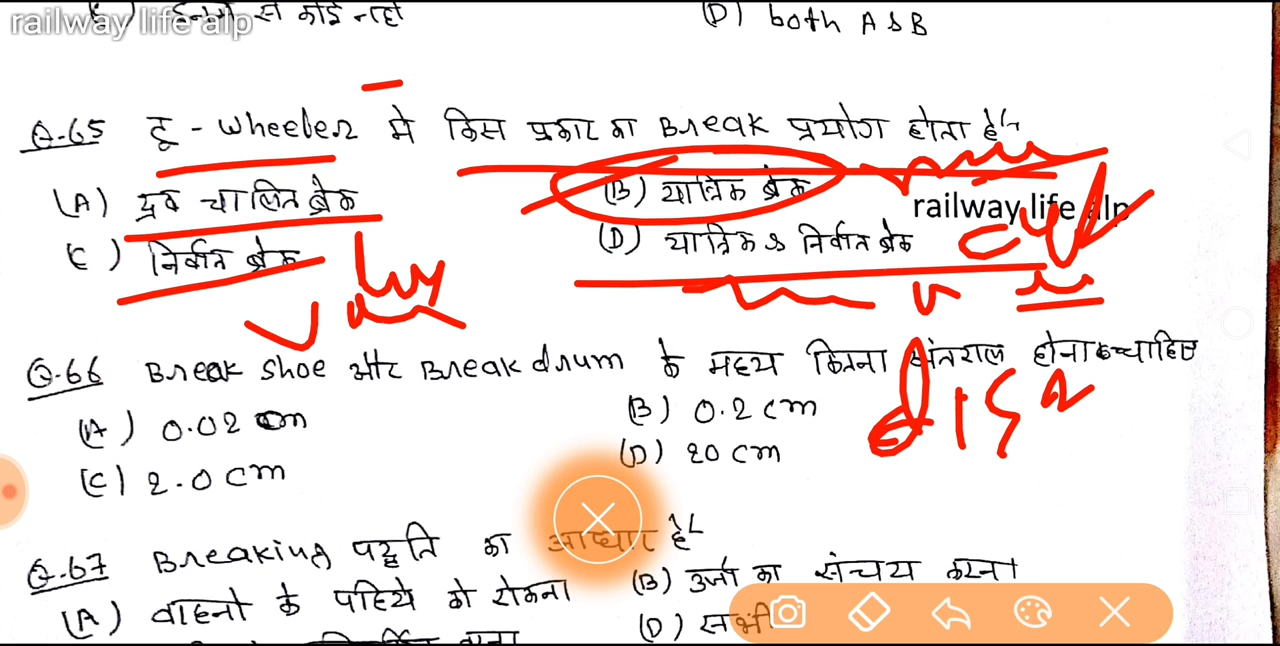 railway life alp
(D) both A & B
Q.65 टू - wheeler मे किस प्रकार का Break प्रयोग होता है
(A) द्रव चालित ब्रेक (B) यान्त्रिक ब्रेक
railway life alp
(C) निर्वात ब्रेक (D) यान्त्रिक & निर्वात ब्रेक
Q.66 Break shoe और Break drum के मध्य कितना अंतराल होना चाहिए
(A) 0.02 cm (B) 0.2 cm
(C) 2.0 cm (D) 20 cm
Q.67 Breaking पद्धति का आधार है
(A) वाहनो के पहिये को रोकना (B) उर्जा का संचय करना
(D) सभी